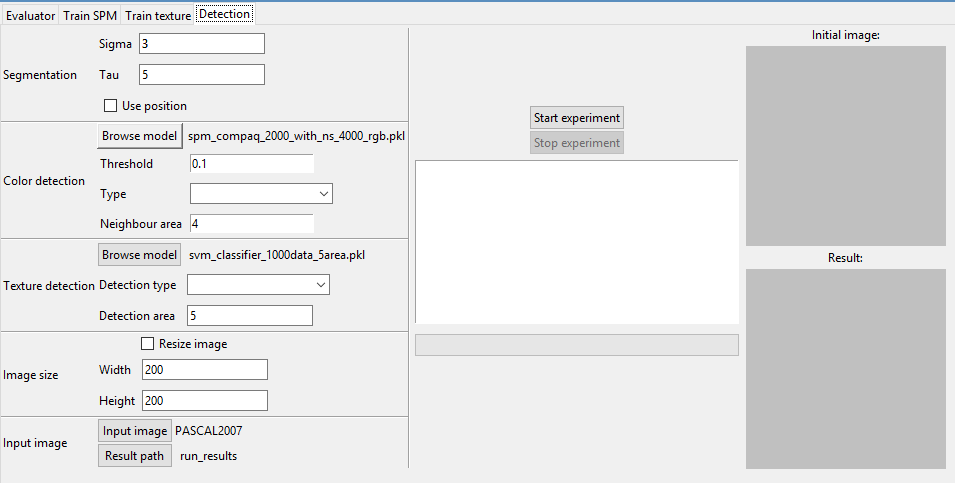 Evaluator Train SPM Train texture Detection
Segmentation
Sigma 3
Tau 5
Use position
Color detection
Browse model spm_compaq_2000_with_ns_4000_rgb.pkl
Threshold 0.1
Type
Neighbour area 4
Texture detection
Browse model svm_classifier_1000data_5area.pkl
Detection type
Detection area 5
Image size
Resize image
Width 200
Height 200
Input image
Input image PASCAL2007
Result path run_results
Start experiment
Stop experiment
Initial image:
Result: